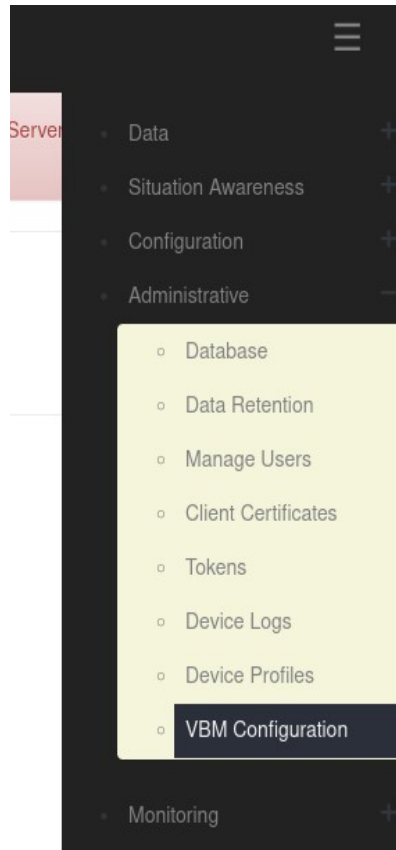 Server
Data
Situation Awareness
Configuration
Administrative
Database
Data Retention
Manage Users
Client Certificates
Tokens
Device Logs
Device Profiles
VBM Configuration
Monitoring